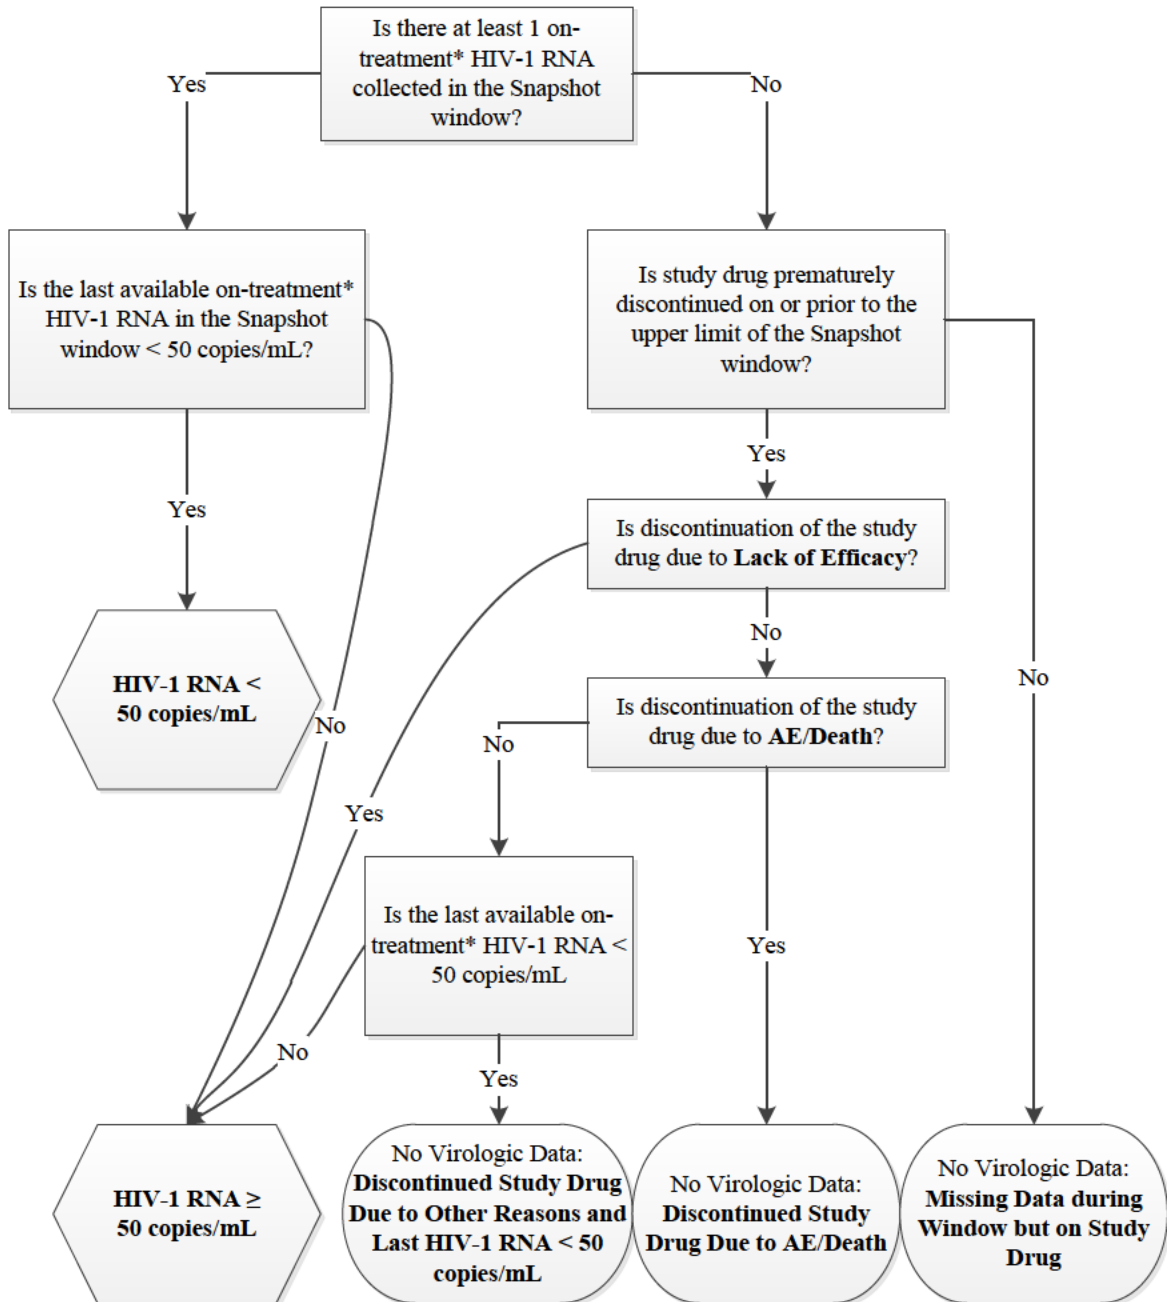 Is there at least 1 on-
treatment* HIV-1 RNA
collected in the Snapshot
window?
Yes
No
Is the last available on-treatment*
HIV-1 RNA in the Snapshot
window < 50 copies/mL?
Is study drug prematurely
discontinued on or prior to the
upper limit of the Snapshot
window?
Yes
Yes
Is discontinuation of the study
drug due to Lack of Efficacy?
No
HIV-1 RNA <
50 copies/mL
No
No
Is discontinuation of the study
drug due to AE/Death?
No
Yes
Is the last available on-
treatment* HIV-1 RNA <
50 copies/mL
Yes
No
Yes
HIV-1 RNA ≥
50 copies/mL
No Virologic Data:
Discontinued Study Drug
Due to Other Reasons and
Last HIV-1 RNA < 50
copies/mL
No Virologic Data:
Discontinued Study
Drug Due to AE/Death
No Virologic Data:
Missing Data during
Window but on Study
Drug